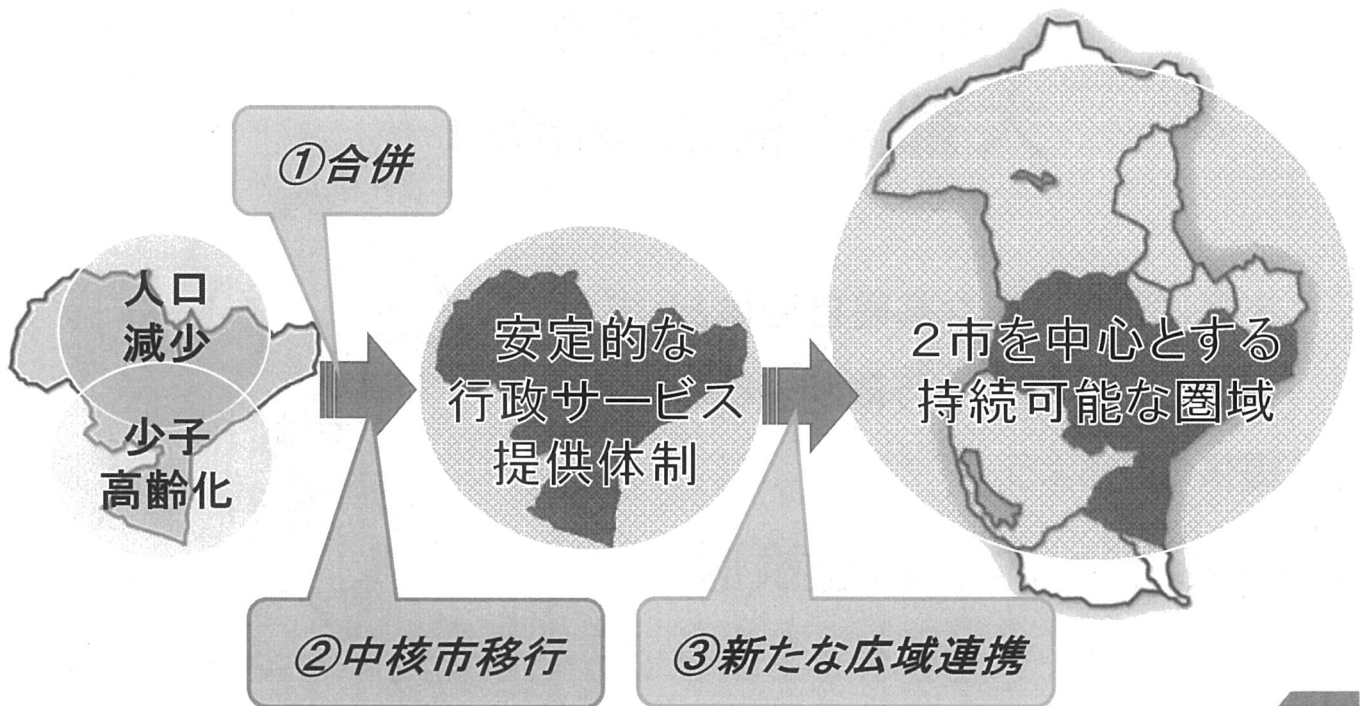 ①合併
人口
減少
少子
高齢化
安定的な
行政サービス
提供体制
2市を中心とする
持続可能な圏域
②中核市移行
③新たな広域連携